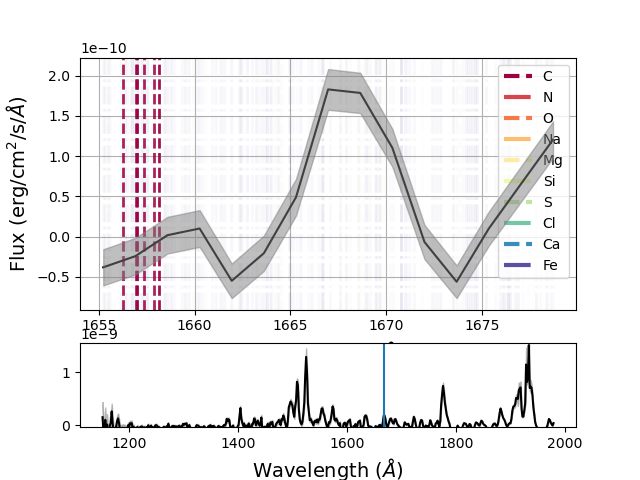 1e−10
2.0
1.5
1.0
0.5
0.0
−0.5
Flux (erg/cm²/s/Å)
C
N
O
Na
Mg
Si
S
Cl
Ca
Fe
1655 1660 1665 1670 1675
1e−9
1
0
1200 1400 1600 1800 2000
Wavelength (Å)